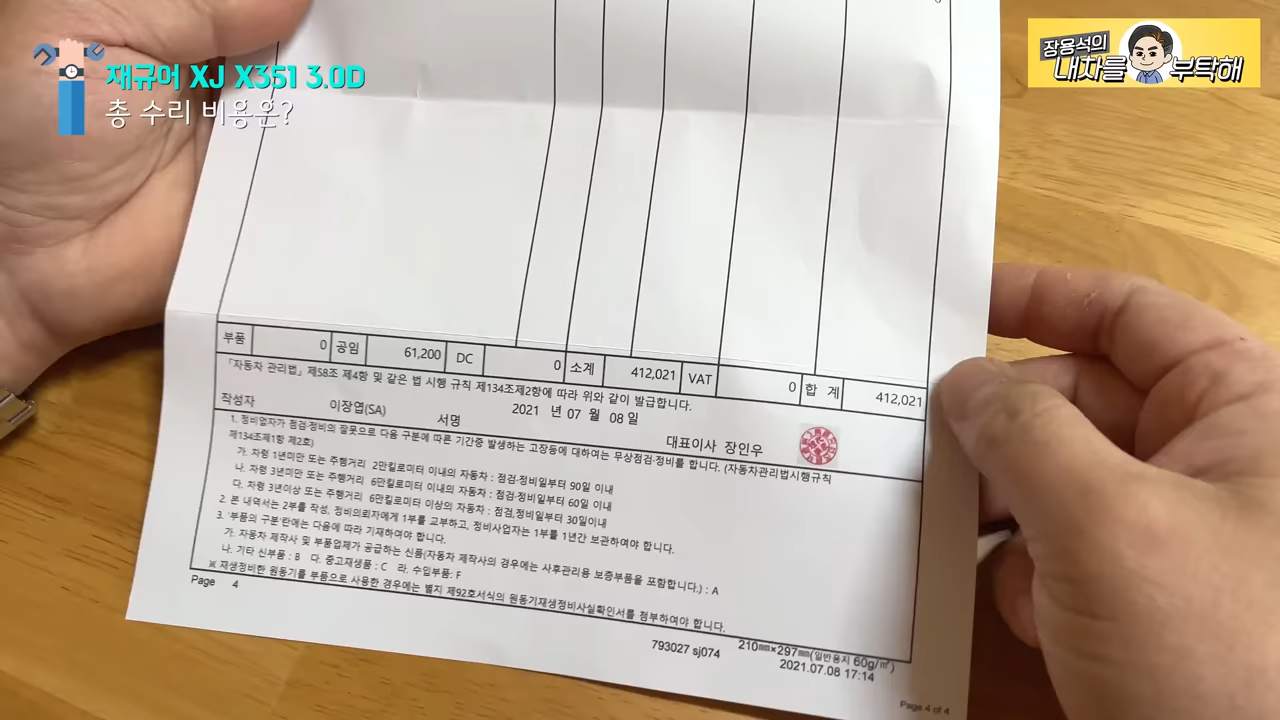 재규어 XJ X351 3.0D
총 수리 비용은?
장용석의
내차를 부탁해
부품 0 공임 61,200 DC 0 소계 412,021 VAT 0 합 계 412,021
「자동차 관리법」 제58조 제4항 및 같은 법 시행 규칙 제134조제2항에 따라 위와 같이 발급합니다.
2021 년 07 월 08 일
작성자 이장엽(SA) 서명 대표이사 장인우
1. 정비업자가 점검·정비의 잘못으로 다음 구분에 따른 기간중 발생하는 고장등에 대하여는 무상점검·정비를 합니다. (자동차관리법시행규칙
제134조제1항 제2호)
가. 차령 1년미만 또는 주행거리 2만킬로미터 이내의 자동차 : 점검·정비일부터 90일 이내
나. 차령 3년미만 또는 주행거리 6만킬로미터 이내의 자동차 : 점검·정비일부터 60일 이내
다. 차령 3년이상 또는 주행거리 6만킬로미타 이상의 자동차 : 점검,정비일부터 30일이내
2. 본 내역서는 2부를 작성, 정비의뢰자에게 1부를 교부하고, 정비사업자는 1부를 1년간 보관하여야 합니다.
3. '부품의 구분'란에는 다음에 따라 기재하여야 합니다.
가. 자동차 제작사 및 부품업체가 공급하는 신품(자동차 제작사의 경우에는 사후관리용 보증부품을 포함합니다.) : A
나. 기타 신부품 : B 다. 중고재생품 : C 라. 수입부품: F
※ 재생정비한 원동기를 부품으로 사용한 경우에는 별지 제92호서식의 원동기재생정비사실확인서를 첨부하여야 합니다.
Page 4
793027 sj074
210㎜×297㎜(일반용지 60g/㎡)
2021.07.08 17:14
Page 4 of 4